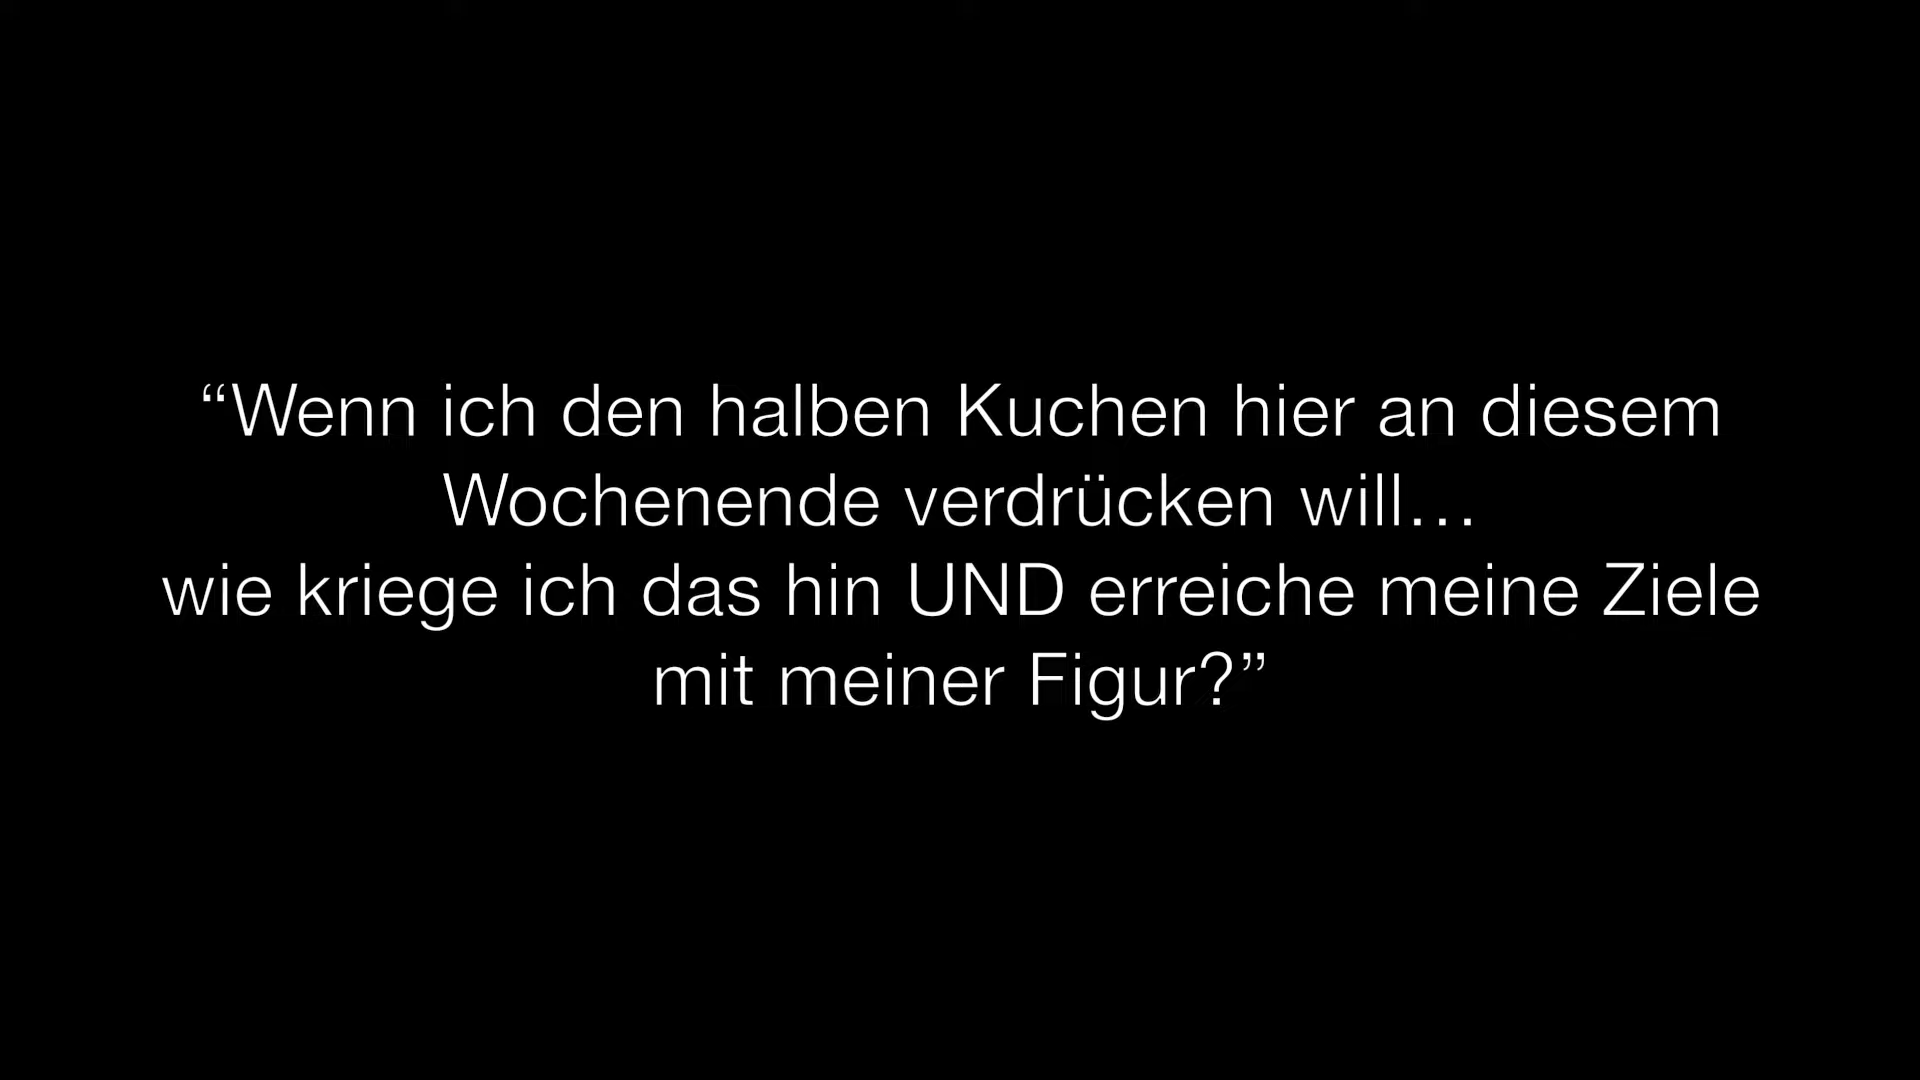 “Wenn ich den halben Kuchen hier an diesem
Wochenende verdrücken will…
wie kriege ich das hin UND erreiche meine Ziele
mit meiner Figur?”